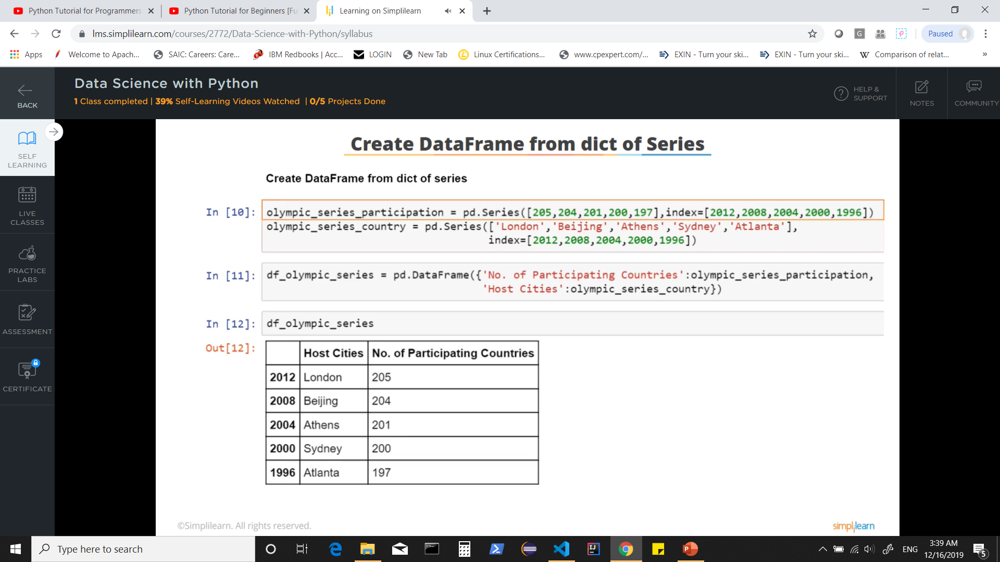 Python Tutorial for Programmers
Python Tutorial for Beginners [Fu
Learning on Simplilearn
lms.simplilearn.com/courses/2772/Data-Science-with-Python/syllabus
Paused
Apps
Welcome to Apach...
SAIC: Careers: Care...
IBM Redbooks | Acc...
LOGIN
New Tab
Linux Certifications...
www.cpexpert.com/...
EXIN - Turn your ski...
EXIN - Turn your ski...
Comparison of relat...
»
BACK
Data Science with Python
1 Class completed | 39% Self-Learning Videos Watched | 0/5 Projects Done
HELP &
SUPPORT
NOTES
COMMUNITY
SELF
LEARNING
LIVE
CLASSES
PRACTICE
LABS
ASSESSMENT
CERTIFICATE
Create DataFrame from dict of Series
Create DataFrame from dict of series
In [10]: olympic_series_participation = pd.Series([205,204,201,200,197],index=[2012,2008,2004,2000,1996])
olympic_series_country = pd.Series(['London','Beijing','Athens','Sydney','Atlanta'],
index=[2012,2008,2004,2000,1996])
In [11]: df_olympic_series = pd.DataFrame({'No. of Participating Countries':olympic_series_participation,
'Host Cities':olympic_series_country})
In [12]: df_olympic_series
Out[12]:
Host Cities No. of Participating Countries
2012 London 205
2008 Beijing 204
2004 Athens 201
2000 Sydney 200
1996 Atlanta 197
©Simplilearn. All rights reserved.
simplilearn
Type here to search
ENG
3:39 AM
12/16/2019
5